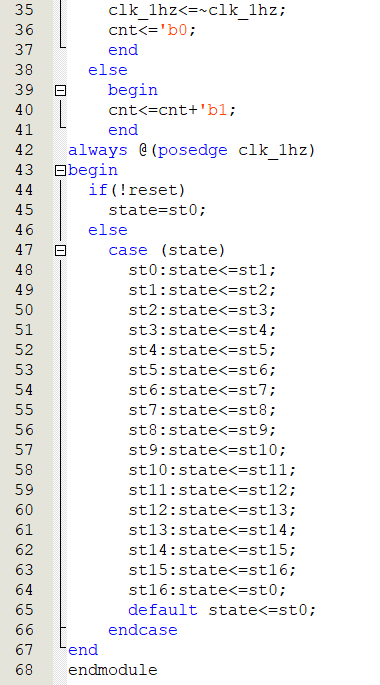 35 clk_1hz<=~clk_1hz;
36 cnt<='b0;
37 end
38 else
39 begin
40 cnt<=cnt+'b1;
41 end
42 always @(posedge clk_1hz)
43 begin
44 if(!reset)
45 state=st0;
46 else
47 case (state)
48 st0:state<=st1;
49 st1:state<=st2;
50 st2:state<=st3;
51 st3:state<=st4;
52 st4:state<=st5;
53 st5:state<=st6;
54 st6:state<=st7;
55 st7:state<=st8;
56 st8:state<=st9;
57 st9:state<=st10;
58 st10:state<=st11;
59 st11:state<=st12;
60 st12:state<=st13;
61 st13:state<=st14;
62 st14:state<=st15;
63 st15:state<=st16;
64 st16:state<=st0;
65 default state<=st0;
66 endcase
67 end
68 endmodule